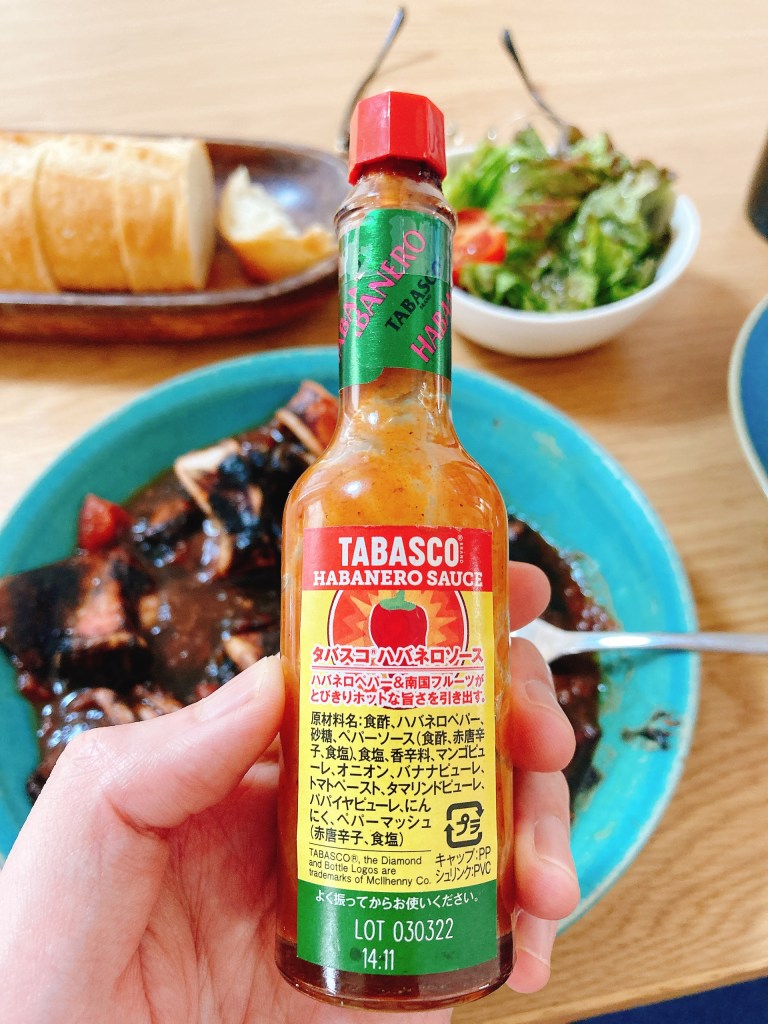 HABANERO
TABASCO
HABA
TABASCO®
HABANERO SAUCE
タバスコ®ハバネロソース
ハバネロペパー&南国フルーツが
とびきりホットな旨さを引き出す。
原材料名:食酢、ハバネロペパー、
砂糖、ペパーソース(食酢、赤唐辛
子、食塩)、食塩、香辛料、マンゴピュ
ーレ、オニオン、バナナピューレ、
トマトペースト、タマリンドピューレ、
パパイヤピューレ、にん
にく、ペパーマッシュ
(赤唐辛子、食塩)
プラ
キャップ:PP
シュリンク:PVC
TABASCO®, the Diamond
and Bottle Logos are
trademarks of McIlhenny Co.
よく振ってからお使いください。
LOT 030322
14:11